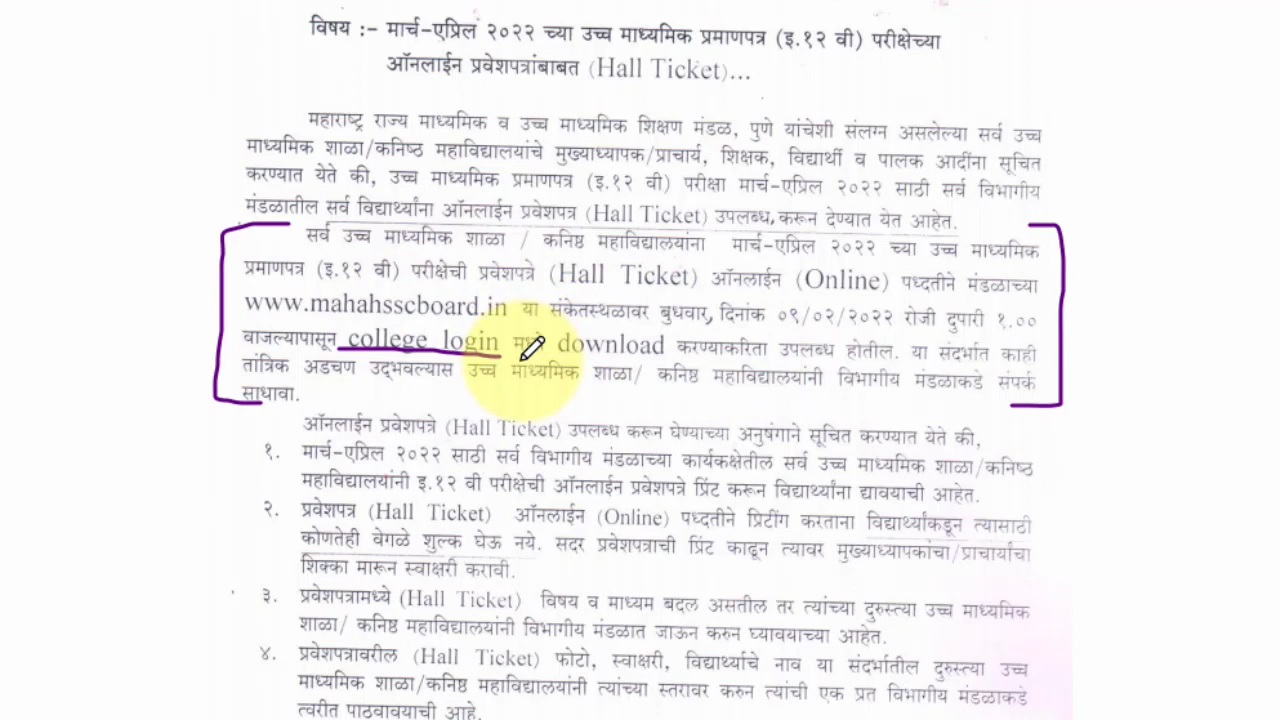 विषय :- मार्च-एप्रिल २०२२ च्या उच्च माध्यमिक प्रमाणपत्र (इ.१२ वी) परीक्षेच्या
ऑनलाईन प्रवेशपत्रांबाबत (Hall Ticket)...
महाराष्ट्र राज्य माध्यमिक व उच्च माध्यमिक शिक्षण मंडळ, पुणे यांचेशी संलग्न असलेल्या सर्व उच्च
माध्यमिक शाळा/कनिष्ठ महाविद्यालयांचे मुख्याध्यापक/प्राचार्य, शिक्षक, विद्यार्थी व पालक आदींना सूचित
करण्यात येते की, उच्च माध्यमिक प्रमाणपत्र (इ.१२ वी) परीक्षा मार्च-एप्रिल २०२२ साठी सर्व विभागीय
मंडळातील सर्व विद्यार्थ्यांना ऑनलाईन प्रवेशपत्र (Hall Ticket) उपलब्ध करून देण्यात येत आहेत.
सर्व उच्च माध्यमिक शाळा / कनिष्ठ महाविद्यालयांना मार्च-एप्रिल २०२२ च्या उच्च माध्यमिक
प्रमाणपत्र (इ.१२ वी) परीक्षेची प्रवेशपत्रे (Hall Ticket) ऑनलाईन (Online) पध्दतीने मंडळाच्या
www.mahahsscboard.in या संकेतस्थळावर बुधवार, दिनांक ०९/०२/२०२२ रोजी दुपारी १.००
वाजल्यापासून college login download करण्याकरिता उपलब्ध होतील. या संदर्भात काही
तांत्रिक अडचण उद्भवल्यास उच्च माध्यमिक शाळा/ कनिष्ठ महाविद्यालयांनी विभागीय मंडळाकडे संपर्क
साधावा.
ऑनलाईन प्रवेशपत्रे (Hall Ticket) उपलब्ध करून घेण्याच्या अनुषंगाने सूचित करण्यात येते की,
१. मार्च-एप्रिल २०२२ साठी सर्व विभागीय मंडळाच्या कार्यकक्षेतील सर्व उच्च माध्यमिक शाळा/कनिष्ठ
महाविद्यालयांनी इ.१२ वी परीक्षेची ऑनलाईन प्रवेशपत्रे प्रिंट करून विद्यार्थ्यांना द्यावयाची आहेत.
२. प्रवेशपत्र (Hall Ticket) ऑनलाईन (Online) पध्दतीने प्रिटींग करताना विद्यार्थ्यांकडून त्यासाठी
कोणतेही वेगळे शुल्क घेऊ नये. सदर प्रवेशपत्राची प्रिंट काढून त्यावर मुख्याध्यापकांचा/प्राचार्यांचा
शिक्का मारून स्वाक्षरी करावी.
३. प्रवेशपत्रामध्ये (Hall Ticket) विषय व माध्यम बदल असतील तर त्यांच्या दुरुस्त्या उच्च माध्यमिक
शाळा/ कनिष्ठ महाविद्यालयांनी विभागीय मंडळात जाऊन करुन घ्यावयाच्या आहेत.
४. प्रवेशपत्रावरील (Hall Ticket) फोटो, स्वाक्षरी, विद्यार्थ्याचे नाव या संदर्भातील दुरुस्त्या उच्च
माध्यमिक शाळा/कनिष्ठ महाविद्यालयांनी त्यांच्या स्तरावर करुन त्यांची एक प्रत विभागीय मंडळाकडे
त्वरीत पाठवावयाची आहे.